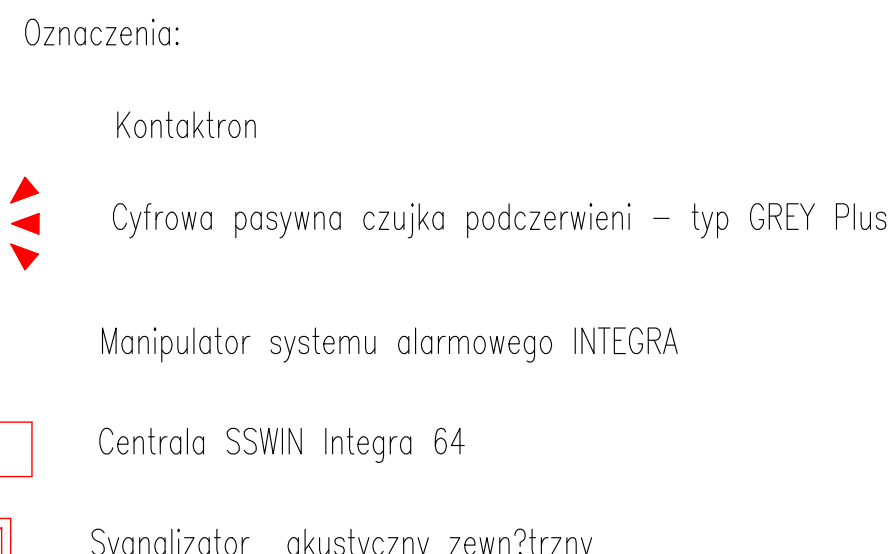 Oznaczenia:
Kontaktron
Cyfrowa pasywna czujka podczerwieni – typ GREY Plus
Manipulator systemu alarmowego INTEGRA
Centrala SSWIN Integra 64
Sygnalizator akustyczny zewn?trzny